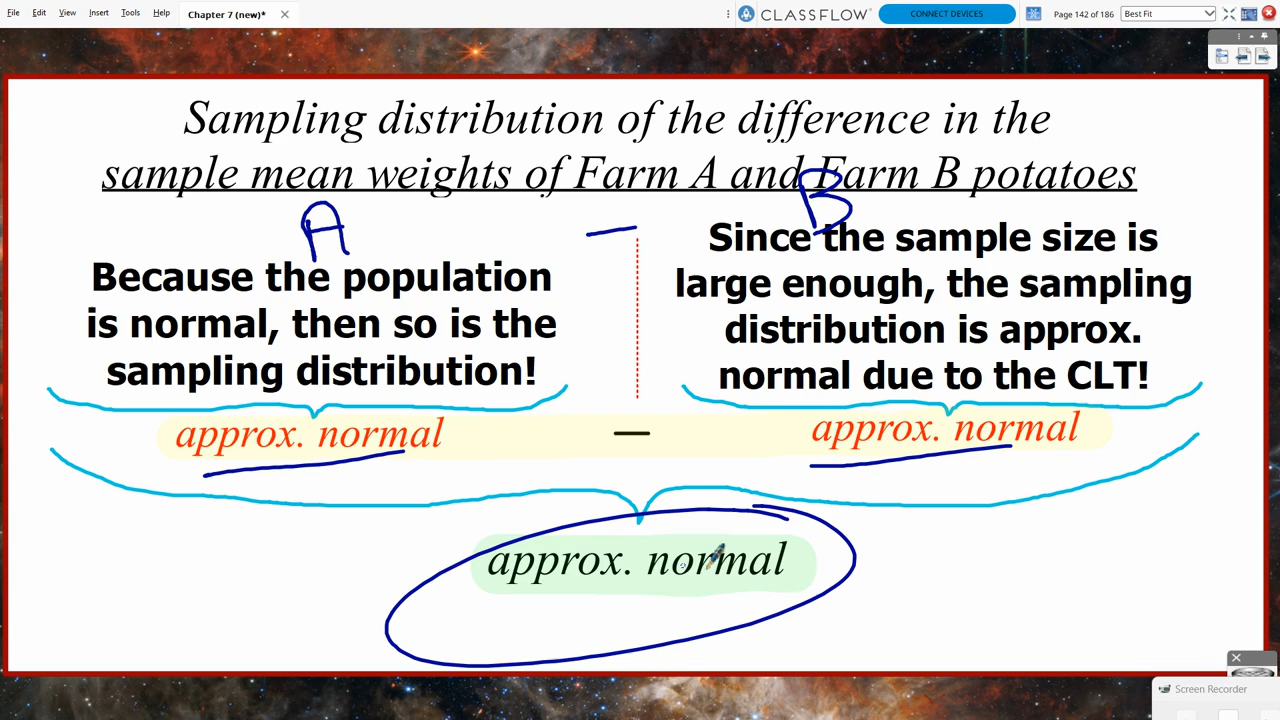 File Edit View Insert Tools Help
Chapter 7 (new)*
CLASSFLOW
CONNECT DEVICES
Page 142 of 186
Best Fit
Sampling distribution of the difference in the
sample mean weights of Farm A and Farm B potatoes
A
—
B
Because the population
is normal, then so is the
sampling distribution!
Since the sample size is
large enough, the sampling
distribution is approx.
normal due to the CLT!
approx. normal
—
approx. normal
approx. normal
Screen Recorder